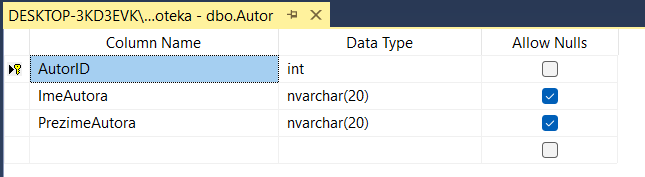 DESKTOP-3KD3EVK\...oteka - dbo.Autor
Column Name Data Type Allow Nulls
AutorID int
ImeAutora nvarchar(20)
PrezimeAutora nvarchar(20)